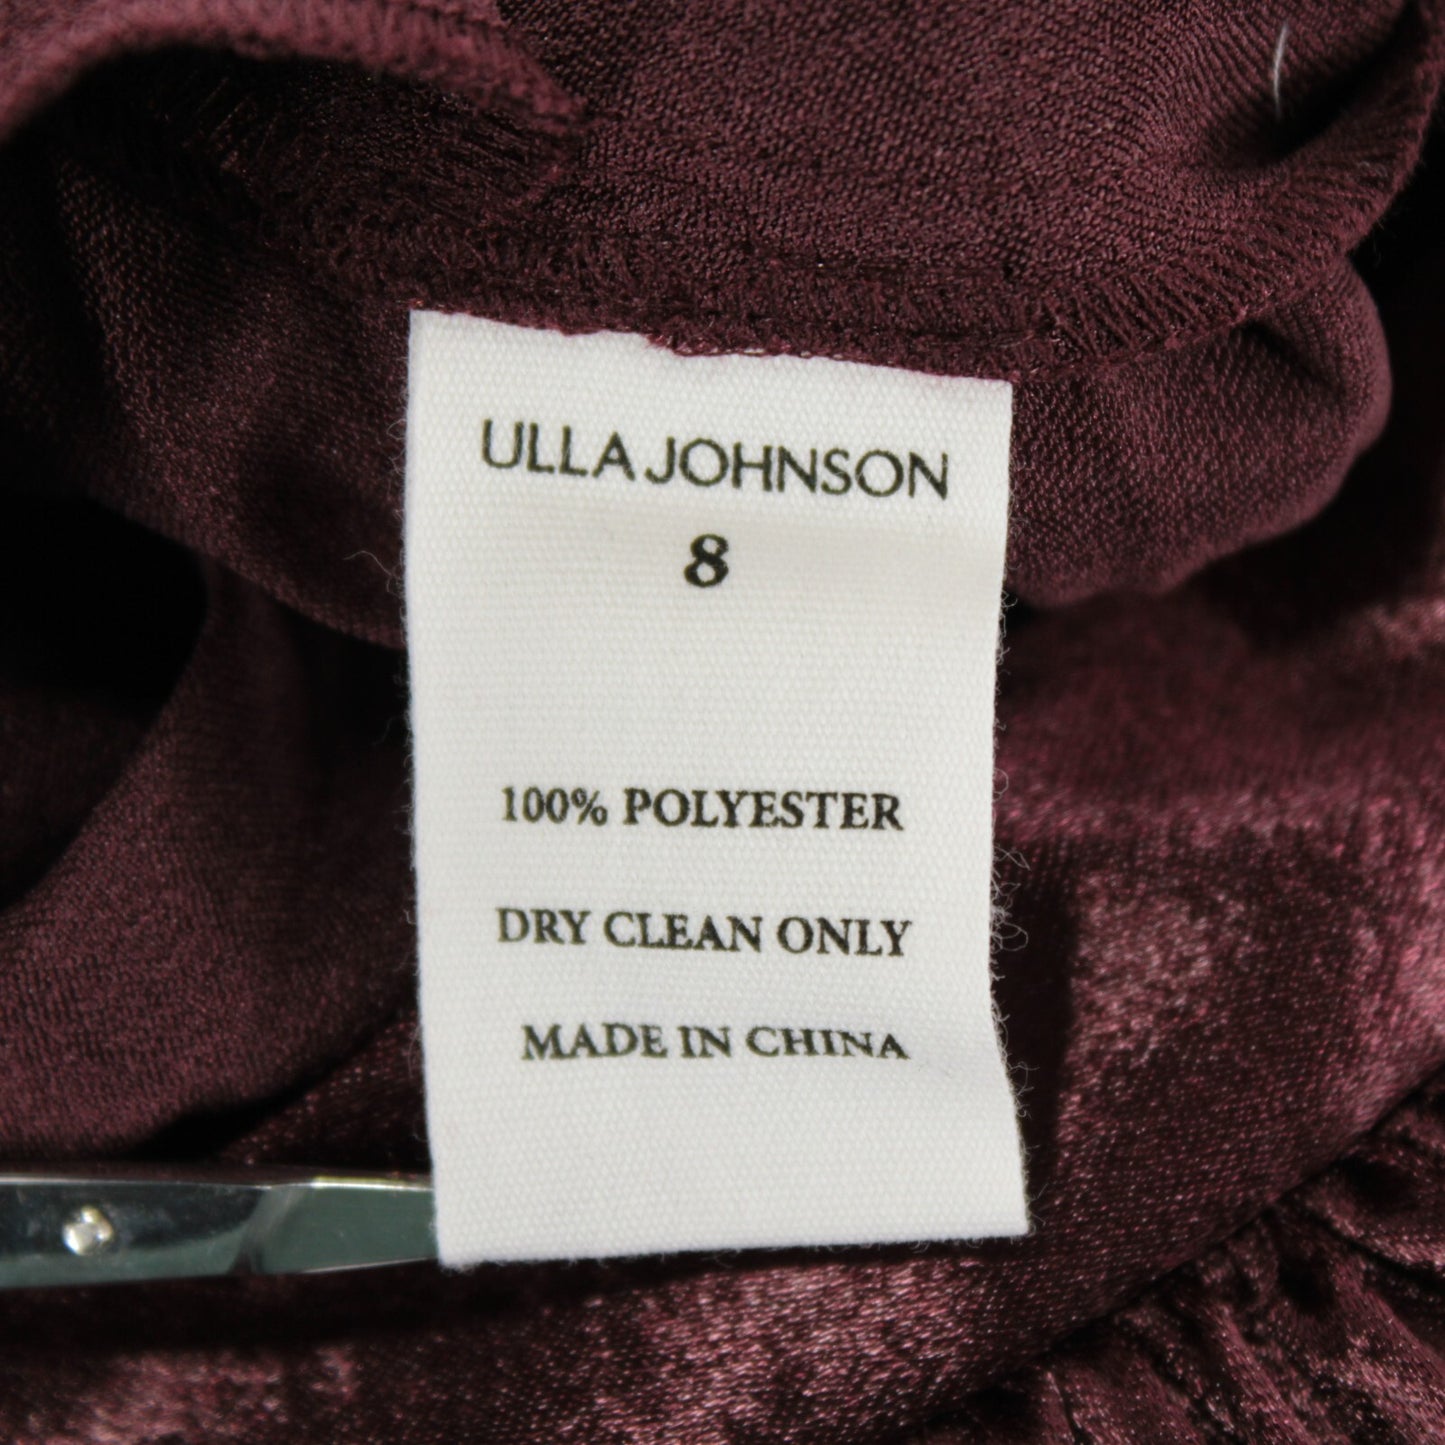 ULLA JOHNSON
8
100% POLYESTER
DRY CLEAN ONLY
MADE IN CHINA